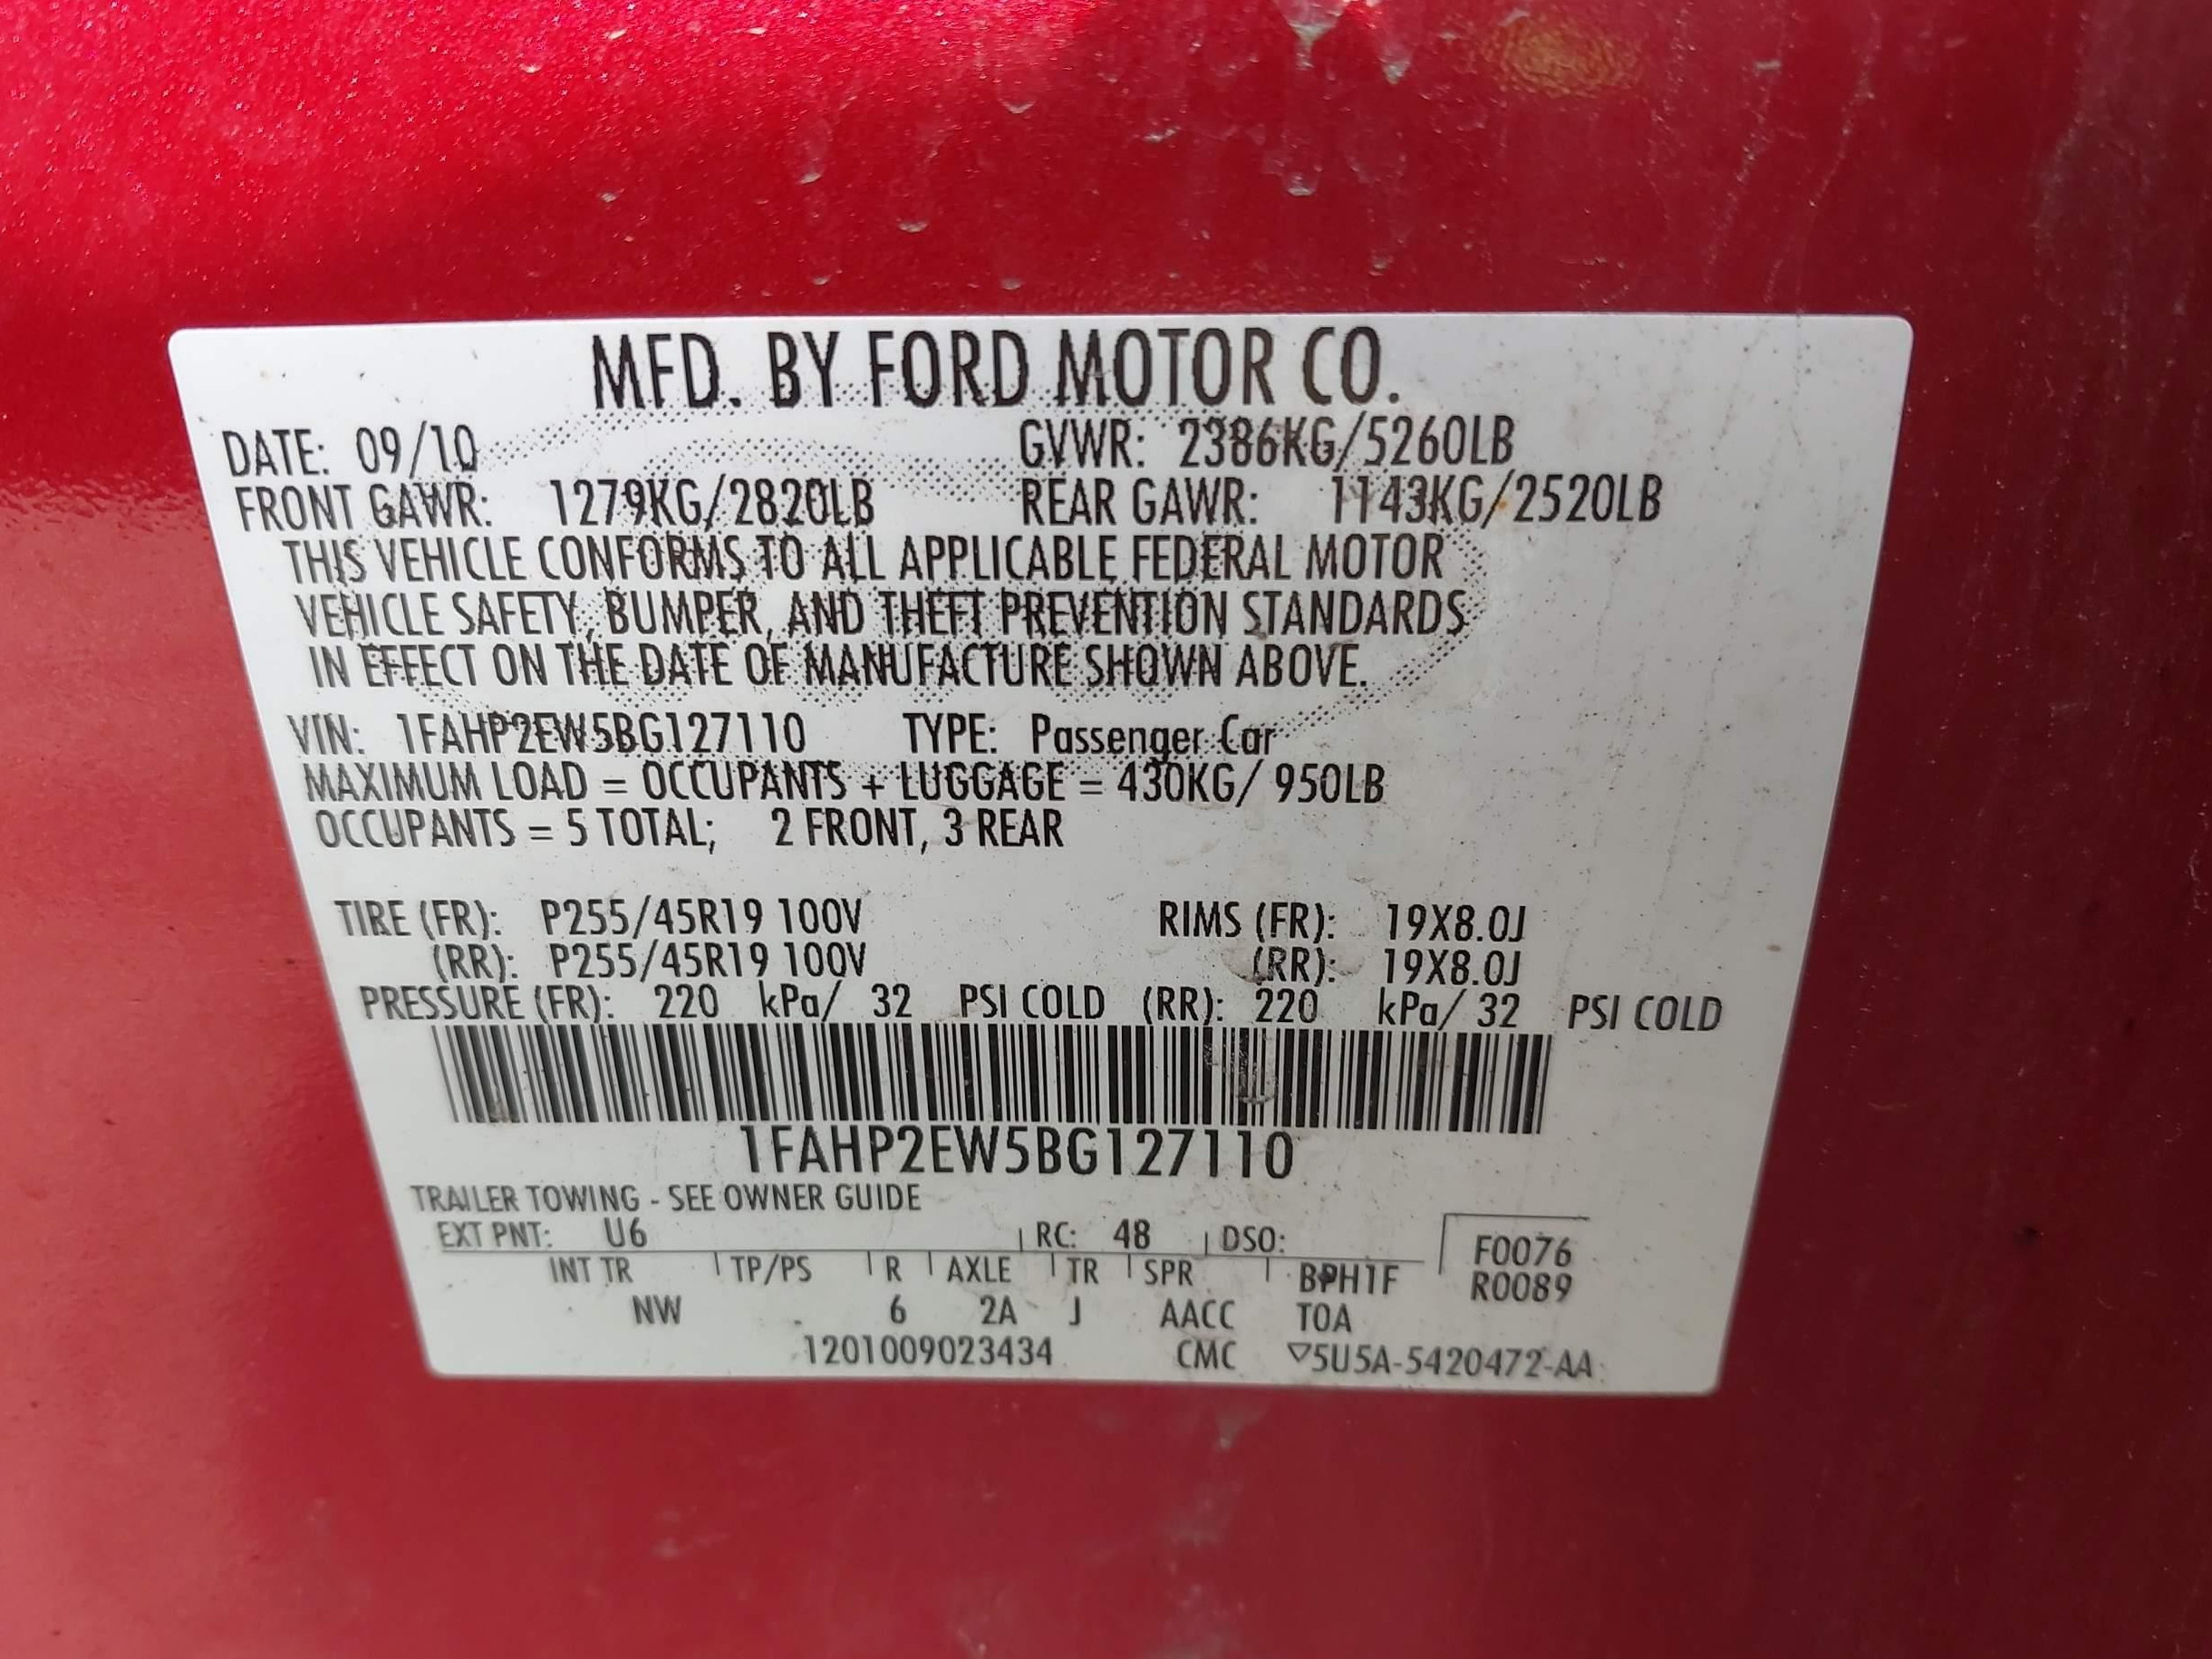 MFD. BY FORD MOTOR CO.
DATE: 09/10 GVWR: 2386KG/5260LB
FRONT GAWR: 1279KG/2820LB REAR GAWR: 1143KG/2520LB
THIS VEHICLE CONFORMS TO ALL APPLICABLE FEDERAL MOTOR
VEHICLE SAFETY, BUMPER, AND THEFT PREVENTION STANDARDS
IN EFFECT ON THE DATE OF MANUFACTURE SHOWN ABOVE.
VIN: 1FAHP2EW5BG127110 TYPE: Passenger Car
MAXIMUM LOAD = OCCUPANTS + LUGGAGE = 430KG/ 950LB
OCCUPANTS = 5 TOTAL; 2 FRONT, 3 REAR
TIRE (FR): P255/45R19 100V RIMS (FR): 19X8.0J
(RR): P255/45R19 100V (RR): 19X8.0J
PRESSURE (FR): 220 kPa/ 32 PSI COLD (RR): 220 kPa/ 32 PSI COLD
1FAHP2EW5BG127110
TRAILER TOWING - SEE OWNER GUIDE
EXT PNT: U6 RC: 48 DSO: F0076
INT TR TP/PS R AXLE TR SPR BPH1F R0089
NW 6 2A J AACC TOA
1201009023434 CMC ▽5U5A-5420472-AA